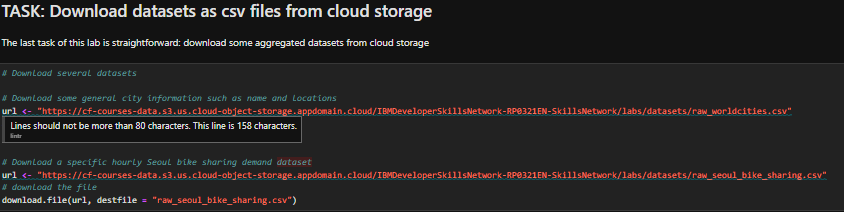 TASK: Download datasets as csv files from cloud storage
The last task of this lab is straightforward: download some aggregated datasets from cloud storage
# Download several datasets
# Download some general city information such as name and locations
url <- "https://cf-courses-data.s3.us.cloud-object-storage.appdomain.cloud/IBMDeveloperSkillsNetwork-RP0321EN-SkillsNetwork/labs/datasets/raw_worldcities.csv"
Lines should not be more than 80 characters. This line is 158 characters.
lintr
# Download a specific hourly Seoul bike sharing demand dataset
url <- "https://cf-courses-data.s3.us.cloud-object-storage.appdomain.cloud/IBMDeveloperSkillsNetwork-RP0321EN-SkillsNetwork/labs/datasets/raw_seoul_bike_sharing.csv"
# download the file
download.file(url, destfile = "raw_seoul_bike_sharing.csv")